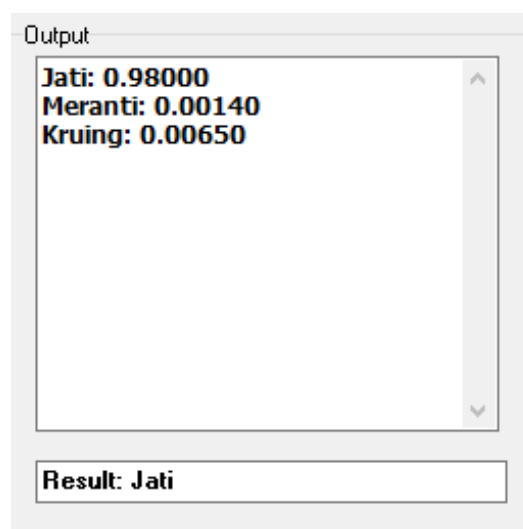 Output
Jati: 0.98000
Meranti: 0.00140
Kruing: 0.00650
Result: Jati